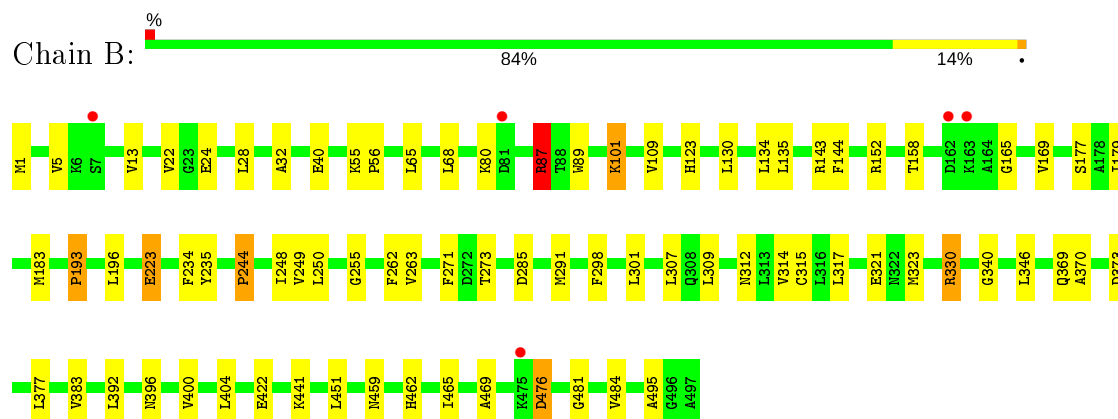 %
Chain B:
84% 14% •
M1 V5 K6 S7 V13 V22 G23 E24 L28 A32 E40 K55 P56 L65 L68 K80 D81 R87 T88 W89 K101 V109 H123 L130 L134 L135 R143 F144 R152 T158 D162 K163 A164 G165 V169 S177 A178
M183 P193 L196 E223 F234 Y235 P244 I248 V249 L250 G255 F262 V263 F271 D272 T273 D285 M291 F298 L301 L307 Q308 L309 N312 L313 V314 C315 L316 L317 E321 N322 M323 R330 G340 L346 Q369 A370
L377 V383 L392 N396 V400 L404 E422 K441 L451 N459 H462 I465 A469 K475 D476 G481 V484 A495 G496 A497